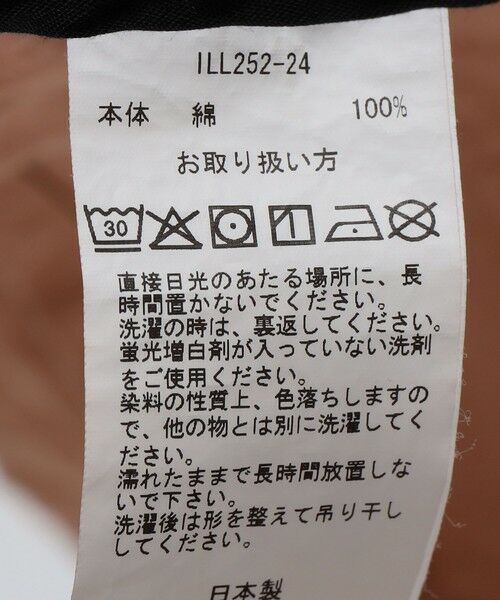 ILL252-24
本体 綿 100%
お取り扱い方
30
直接日光のあたる場所に、長
時間置かないでください。
洗濯の時は、裏返してください。
蛍光増白剤が入っていない洗剤
をご使用ください。
染料の性質上、色落ちしますの
で、他の物とは別に洗濯してく
ださい。
濡れたままで長時間放置しな
いで下さい。
洗濯後は形を整えて吊り干し
してください。
日本製